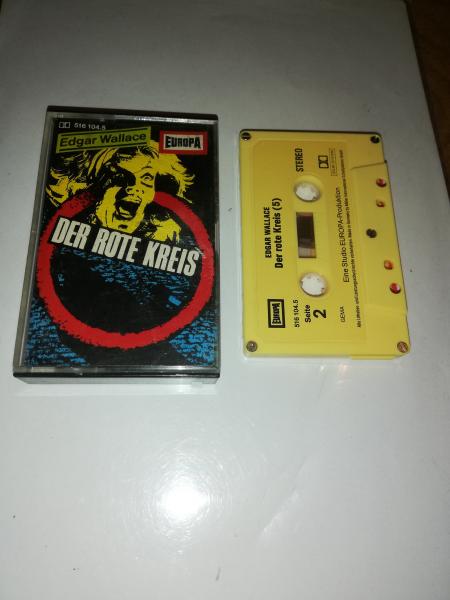 516 104.5
Edgar Wallace
EUROPA
DER ROTE KREIS
STEREO
EDGAR WALLACE
Der rote Kreis (5)
Eine Studio EUROPA-Produktion
EUROPA
516 104.5
Seite
2
GEMA